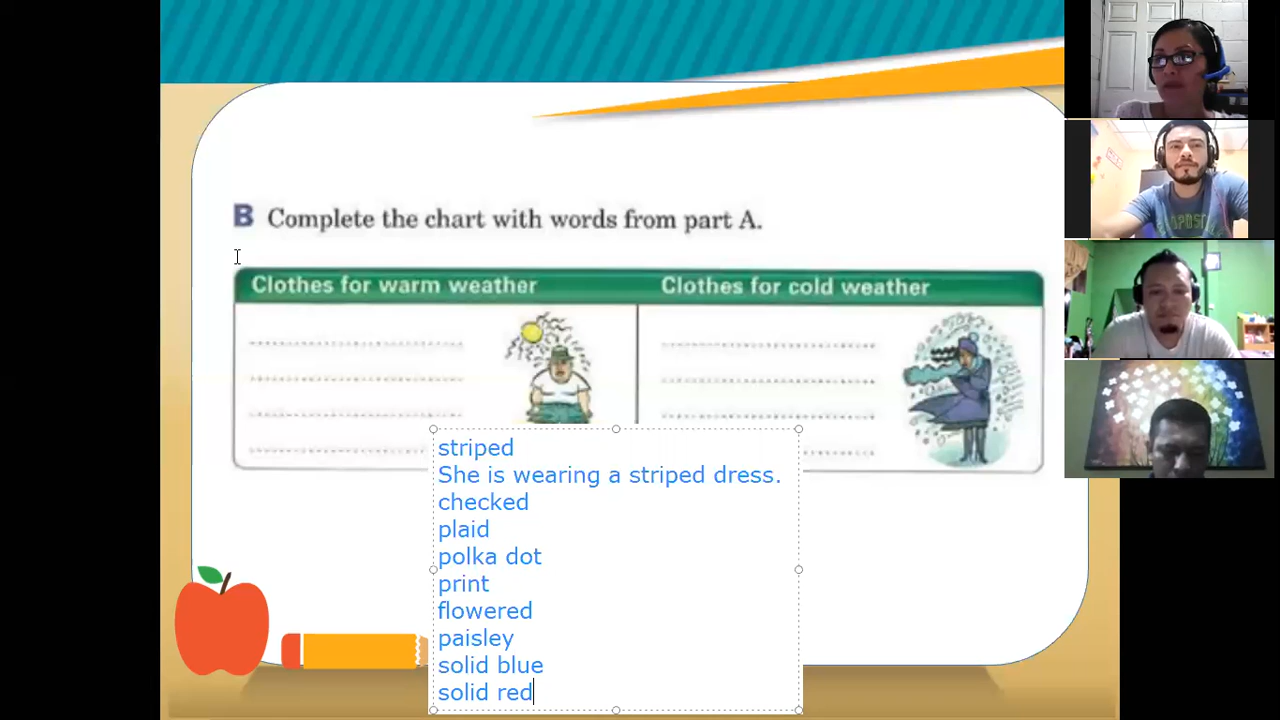 B Complete the chart with words from part A.
Clothes for warm weather
Clothes for cold weather
striped
She is wearing a striped dress.
checked
plaid
polka dot
print
flowered
paisley
solid blue
solid red